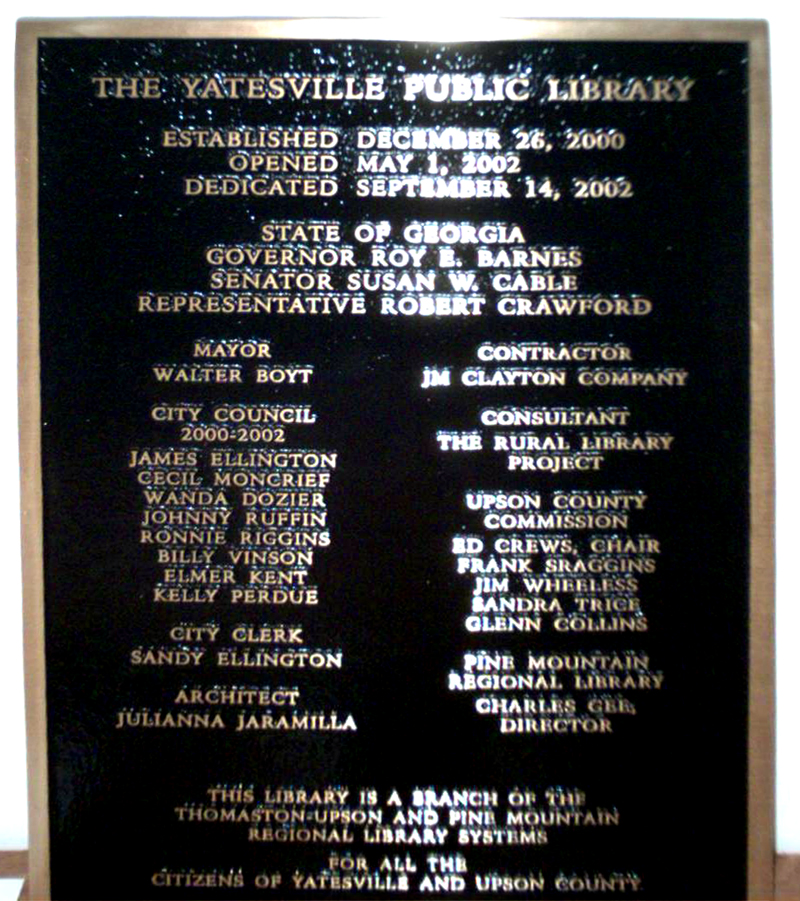 THE YATESVILLE PUBLIC LIBRARY
ESTABLISHED DECEMBER 26, 2000
OPENED MAY 1, 2002
DEDICATED SEPTEMBER 14, 2002
STATE OF GEORGIA
GOVERNOR ROY E. BARNES
SENATOR SUSAN W. CABLE
REPRESENTATIVE ROBERT CRAWFORD
MAYOR
WALTER BOYT
CITY COUNCIL
2000-2002
JAMES ELLINGTON
CECIL MONCRIEF
WANDA DOZIER
JOHNNY RUFFIN
RONNIE RIGGINS
BILLY VINSON
ELMER KENT
KELLY PERDUE
CITY CLERK
SANDY ELLINGTON
ARCHITECT
JULIANNA JARAMILLA
CONTRACTOR
JM CLAYTON COMPANY
CONSULTANT
THE RURAL LIBRARY
PROJECT
UPSON COUNTY
COMMISSION
ED CREWS, CHAIR
FRANK SRAGGINS
JIM WHEELESS
SANDRA TRICE
GLENN COLLINS
PINE MOUNTAIN
REGIONAL LIBRARY
CHARLES GEE,
DIRECTOR
THIS LIBRARY IS A BRANCH OF THE
THOMASTON-UPSON AND PINE MOUNTAIN
REGIONAL LIBRARY SYSTEMS
FOR ALL THE
CITIZENS OF YATESVILLE AND UPSON COUNTY